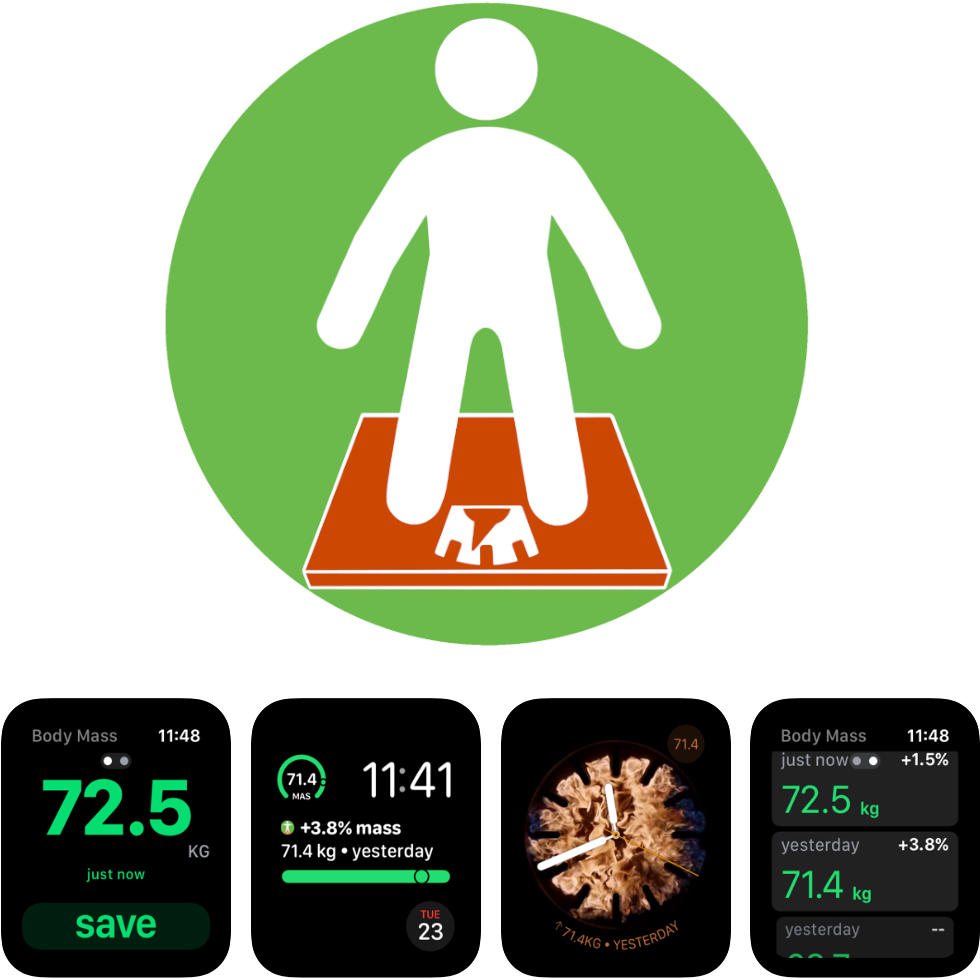 Body Mass 11:48
72.5
KG
just now
save
71.4
MAS
11:41
+3.8% mass
71.4 kg • yesterday
TUE
23
71.4
↑71.4KG • YESTERDAY
Body Mass 11:48
just now +1.5%
72.5 kg
yesterday +3.8%
71.4 kg
yesterday --